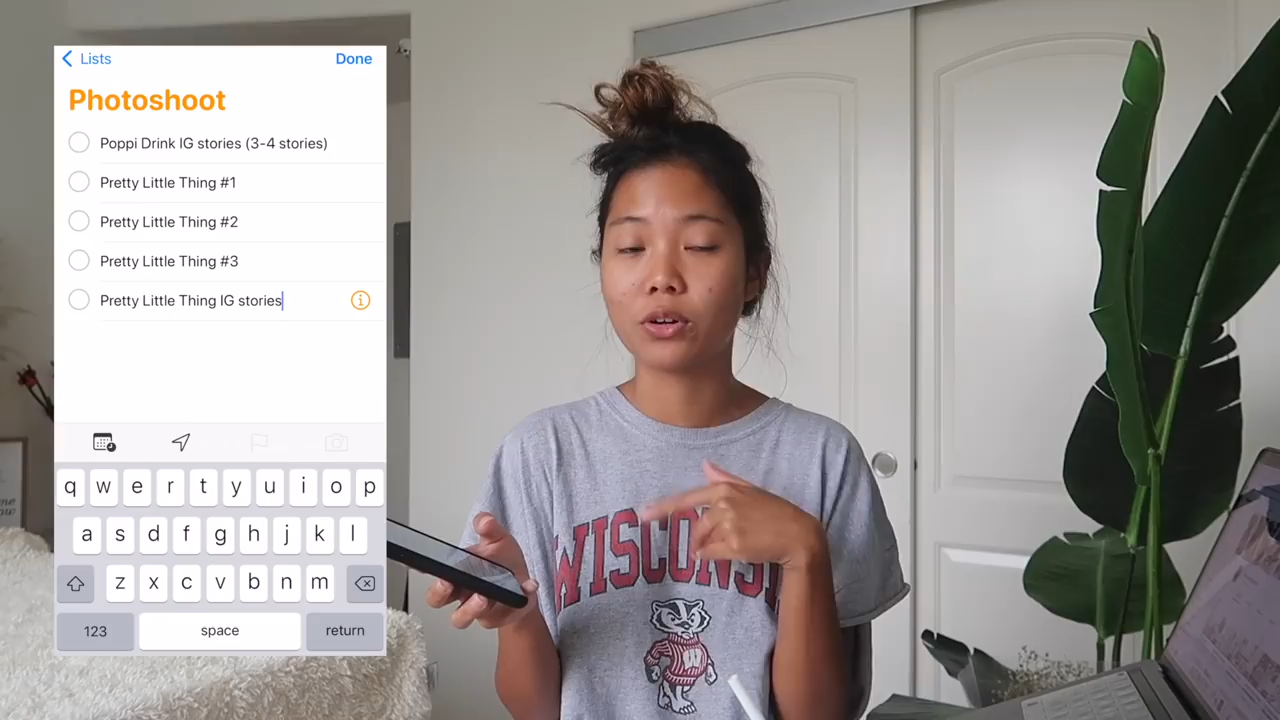 Lists
Done
Photoshoot
Poppi Drink IG stories (3-4 stories)
Pretty Little Thing #1
Pretty Little Thing #2
Pretty Little Thing #3
Pretty Little Thing IG stories
q w e r t y u i o p
a s d f g h j k l
z x c v b n m
123 space return
WISCONSI
W
me